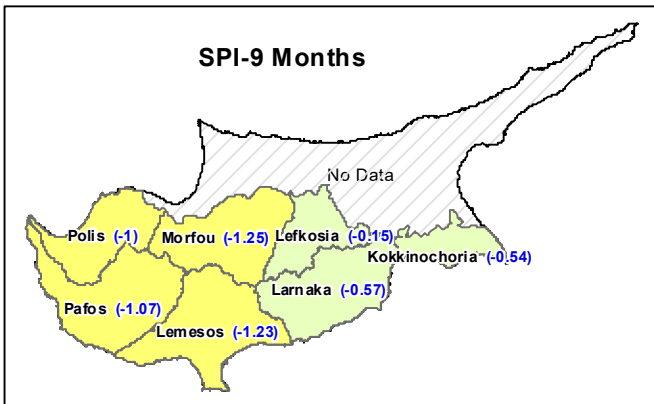 SPI-9 Months
No Data
Polis (-1)
Morfou (-1.25)
Lefkosia (-0.15)
Kokkinochoria (-0.54)
Pafos (-1.07)
Larnaka (-0.57)
Lemesos (-1.23)